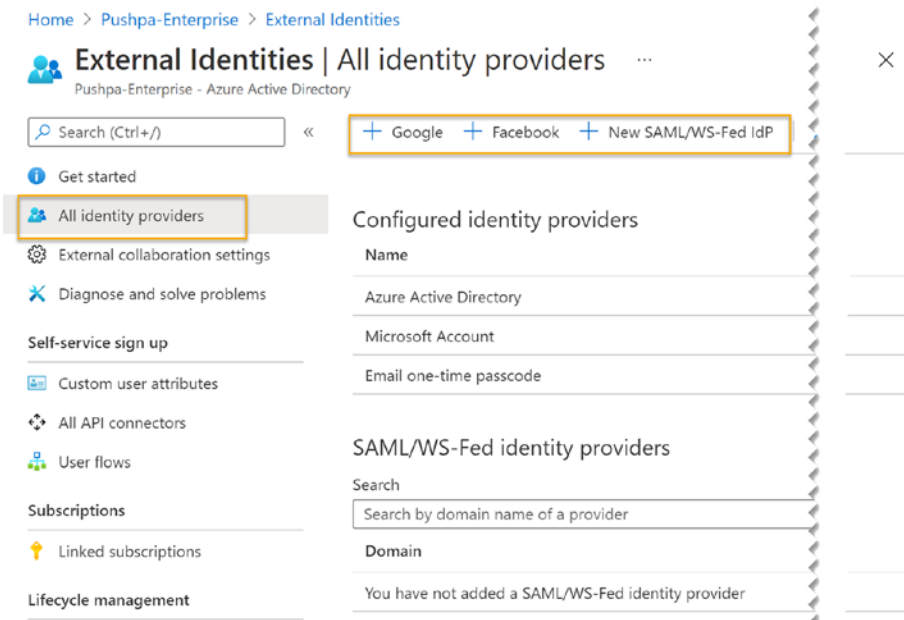 Home > Pushpa-Enterprise > External Identities
External Identities | All identity providers ...
Pushpa-Enterprise - Azure Active Directory
Search (Ctrl+/) «
Get started
All identity providers
External collaboration settings
Diagnose and solve problems
Self-service sign up
Custom user attributes
All API connectors
User flows
Subscriptions
Linked subscriptions
Lifecycle management
+ Google + Facebook + New SAML/WS-Fed IdP
Configured identity providers
Name
Azure Active Directory
Microsoft Account
Email one-time passcode
SAML/WS-Fed identity providers
Search
Search by domain name of a provider
Domain
You have not added a SAML/WS-Fed identity provider